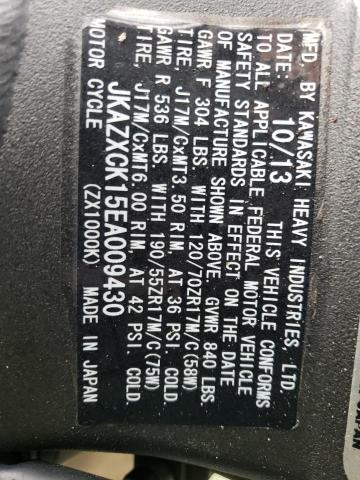 MFD. BY KAWASAKI HEAVY INDUSTRIES, LTD.
DATE: 10/13 THIS VEHICLE CONFORMS
TO ALL APPLICABLE FEDERAL MOTOR VEHICLE
SAFETY STANDARDS IN EFFECT ON THE DATE
OF MANUFACTURE SHOWN ABOVE. GVWR 840 LBS.
GAWR F 304 LBS. WITH 120/70ZR17M/C(58W)
TIRE, J17M/CxMT3.50 RIM, AT 36 PSI. COLD
GAWR R 536 LBS. WITH 190/55ZR17M/C(75W)
TIRE, J17M/CxMT6.00 RIM, AT 42 PSI. COLD
JKAZXCK15EA009430
MOTOR CYCLE (ZX1000K) MADE IN JAPAN